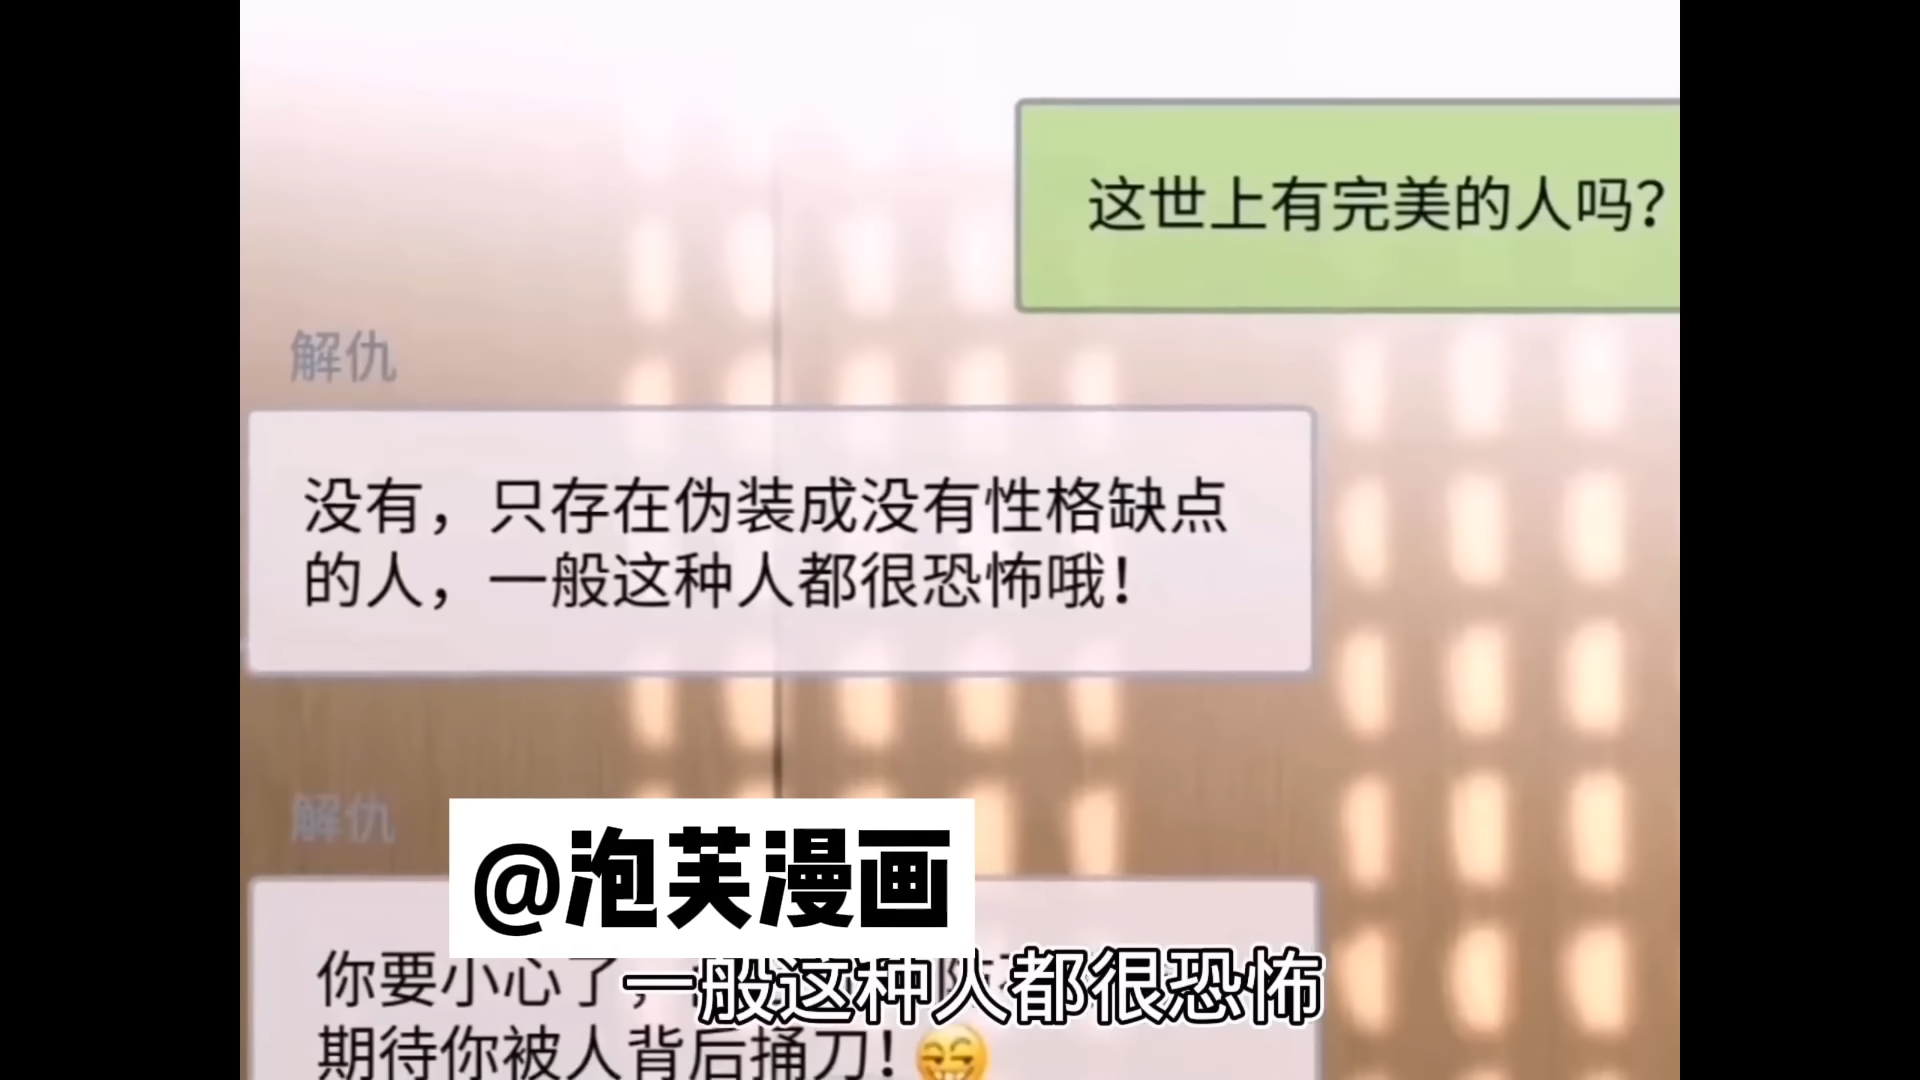 这世上有完美的人吗？
解仇
没有，只存在伪装成没有性格缺点
的人，一般这种人都很恐怖哦！
解仇
@泡芙漫画
你要小心了，
一般这种人都很恐怖
期待你被人背后捅刀！